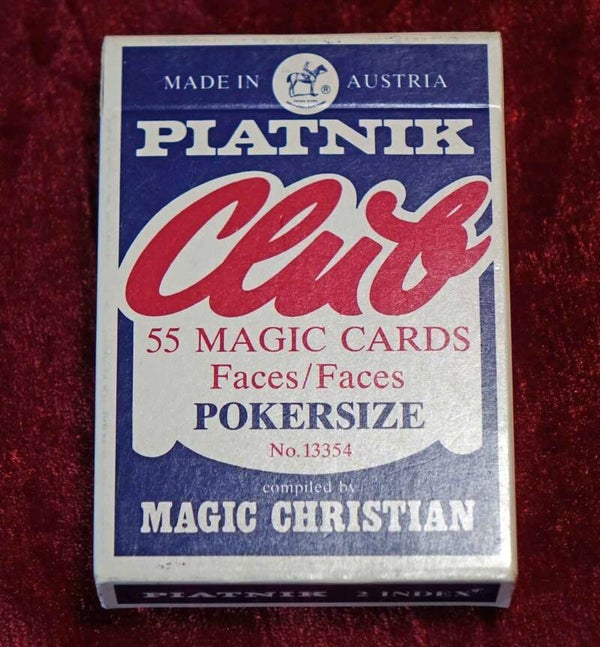 MADE IN AUSTRIA
®
PIATNIK
Club
55 MAGIC CARDS
Faces/Faces
POKERSIZE
No. 13354
compiled by
MAGIC CHRISTIAN
PIATNIK 2 INDEX